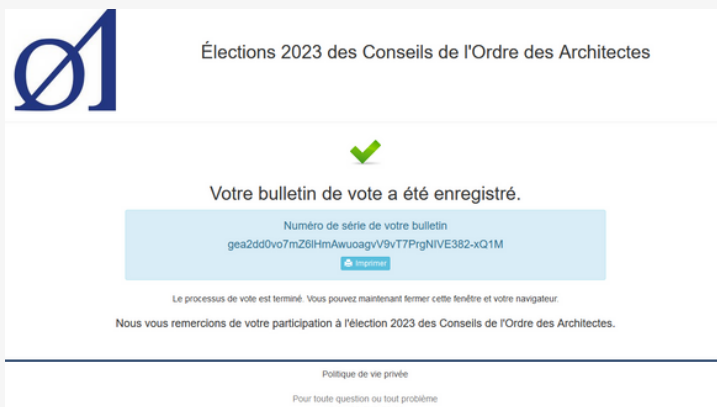 Élections 2023 des Conseils de l'Ordre des Architectes
Votre bulletin de vote a été enregistré.
Numéro de série de votre bulletin
gea2dd0vo7mZ6lHmAwuoagvV9vT7PrgNIVE382-xQ1M
Imprimer
Le processus de vote est terminé. Vous pouvez maintenant fermer cette fenêtre et votre navigateur.
Nous vous remercions de votre participation à l'élection 2023 des Conseils de l'Ordre des Architectes.
Politique de vie privée
Pour toute question ou tout problème